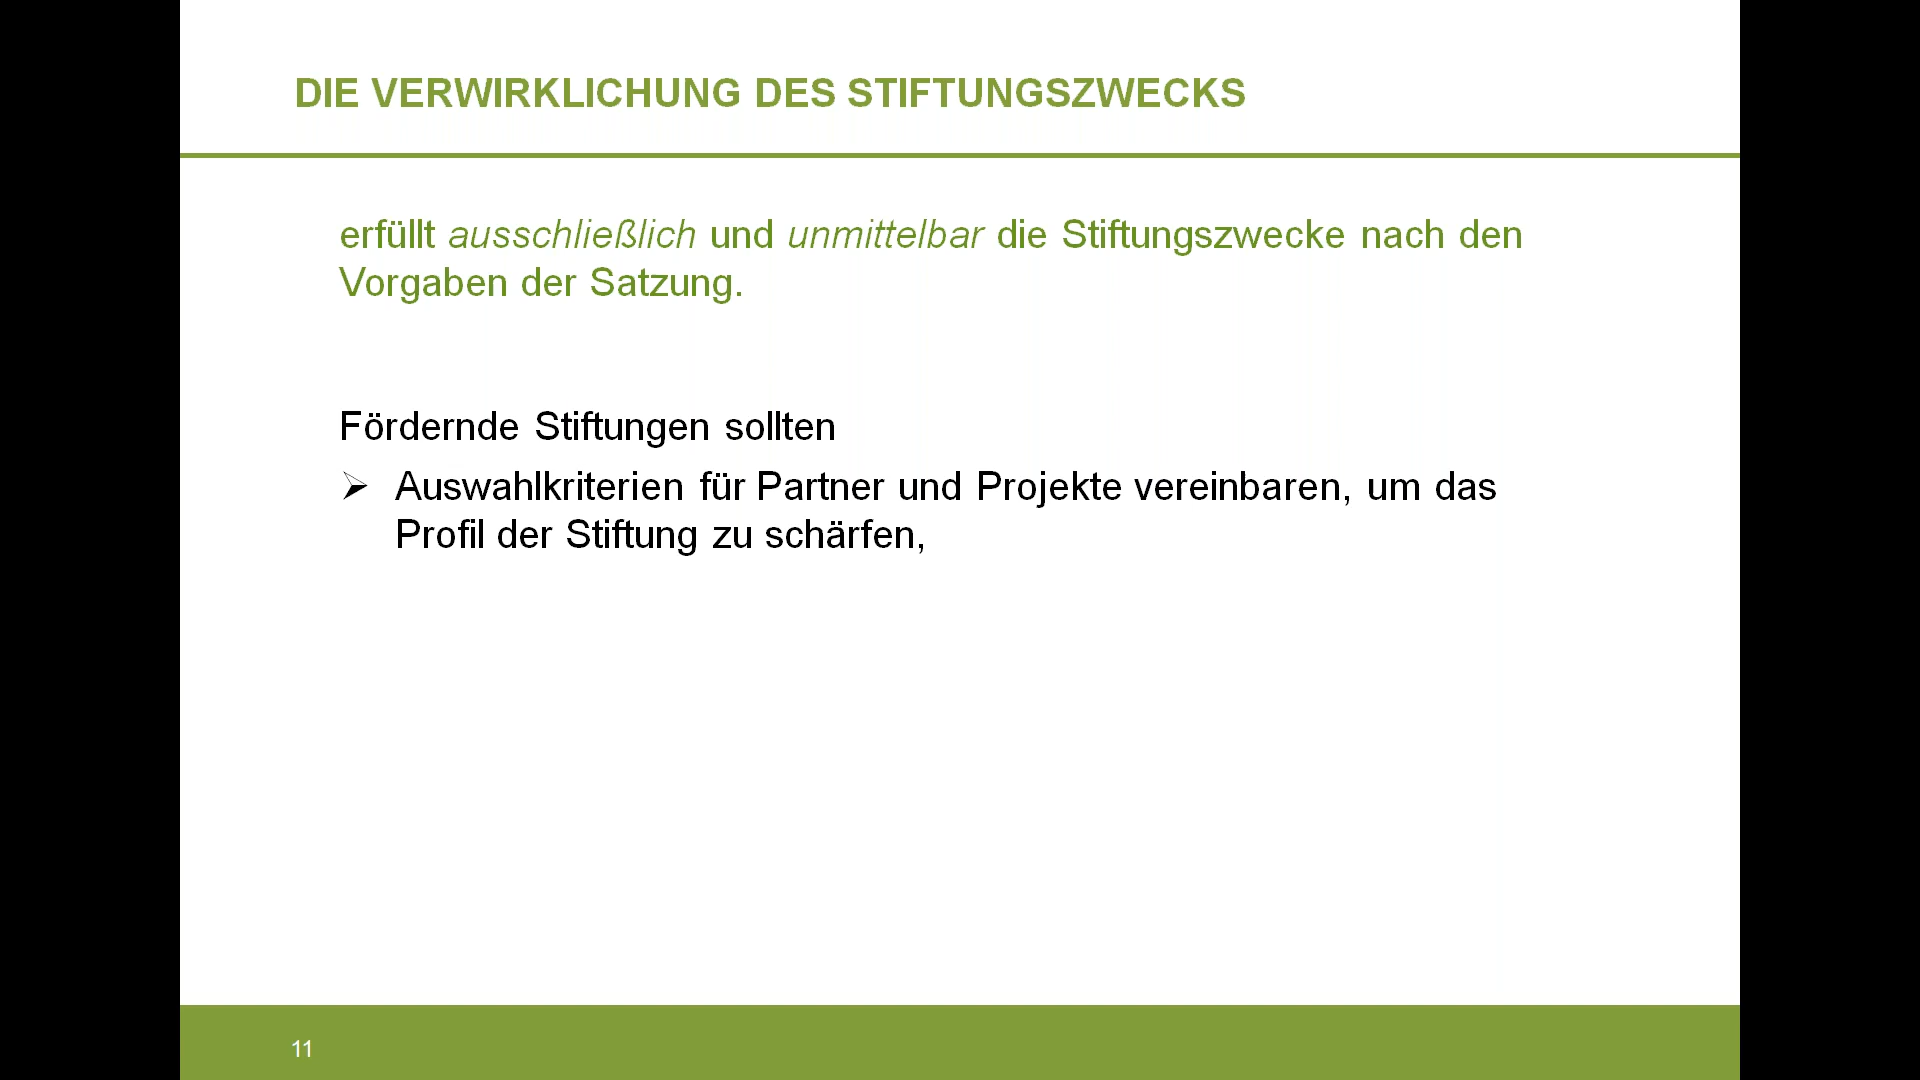 DIE VERWIRKLICHUNG DES STIFTUNGSZWECKS
erfüllt ausschließlich und unmittelbar die Stiftungszwecke nach den
Vorgaben der Satzung.
Fördernde Stiftungen sollten
➢ Auswahlkriterien für Partner und Projekte vereinbaren, um das
Profil der Stiftung zu schärfen,
11